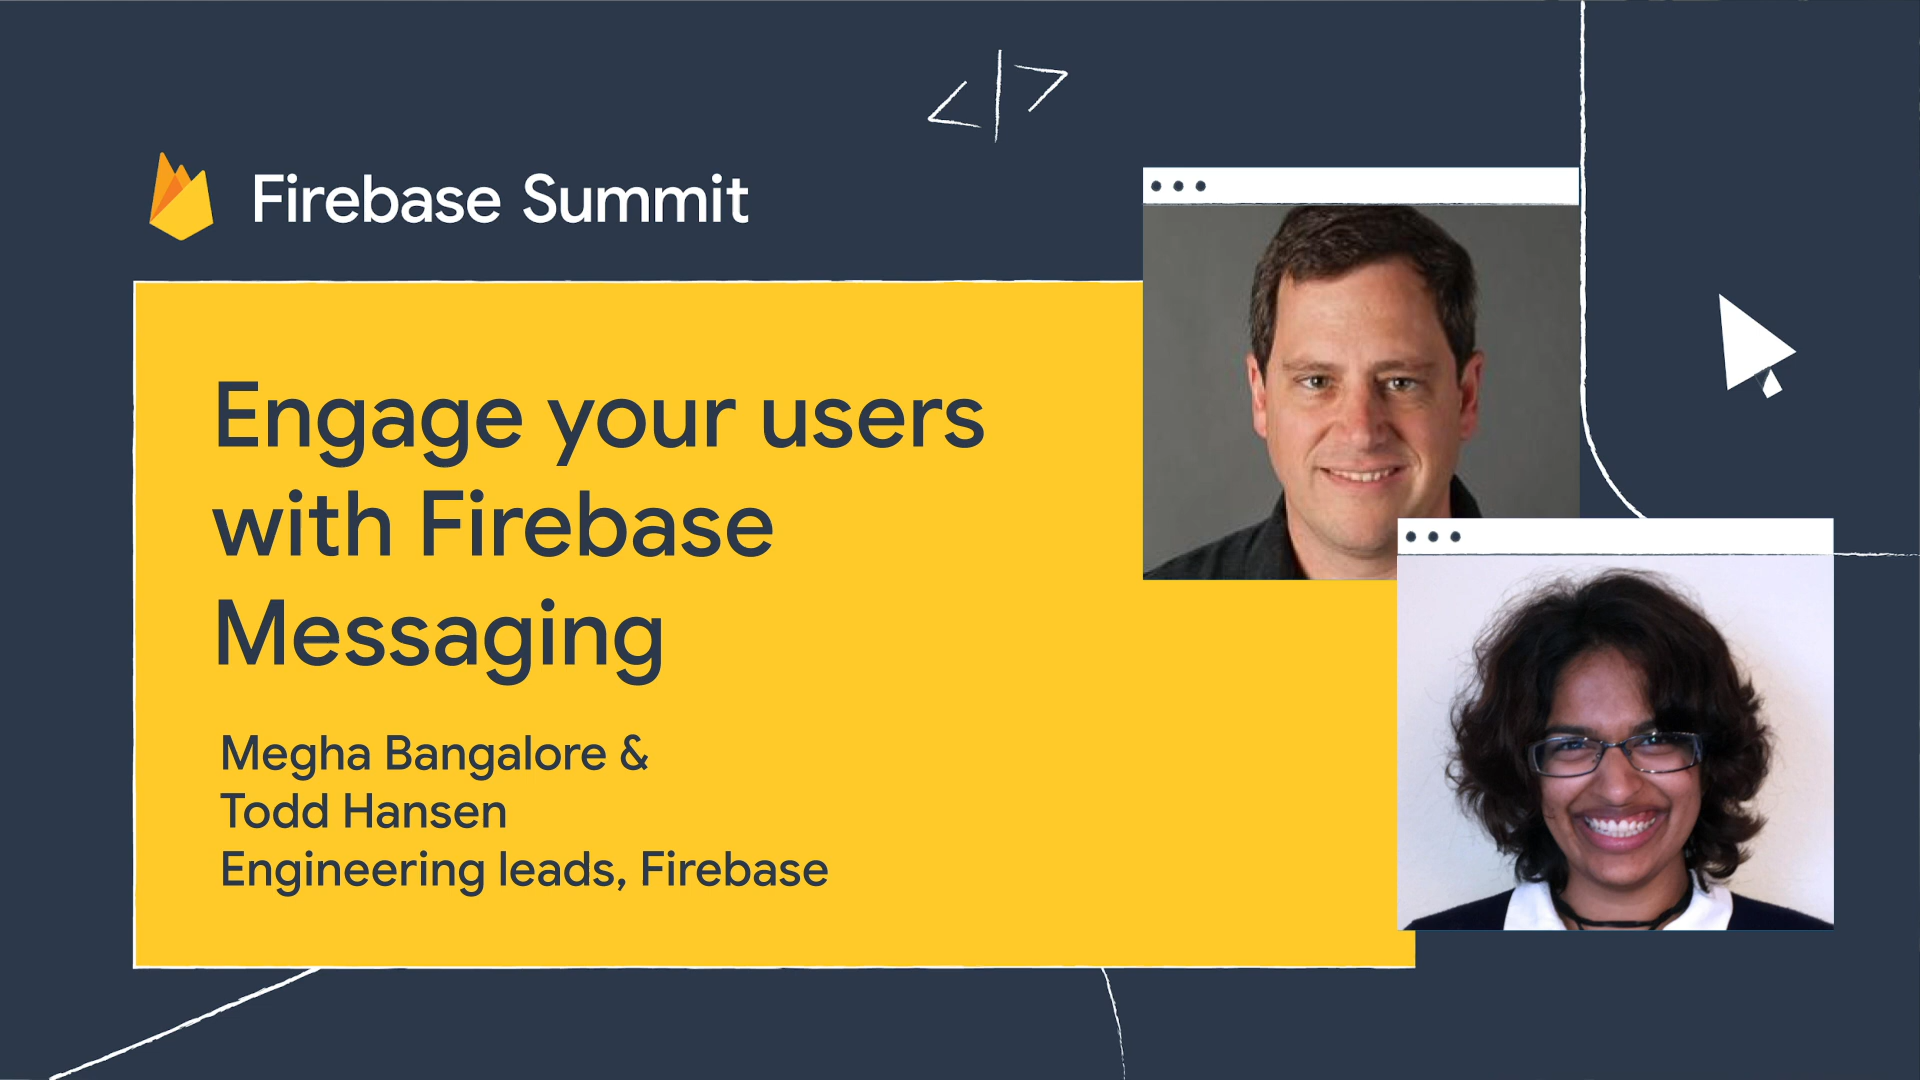 </>
Firebase Summit
Engage your users
with Firebase
Messaging
Megha Bangalore &
Todd Hansen
Engineering leads, Firebase